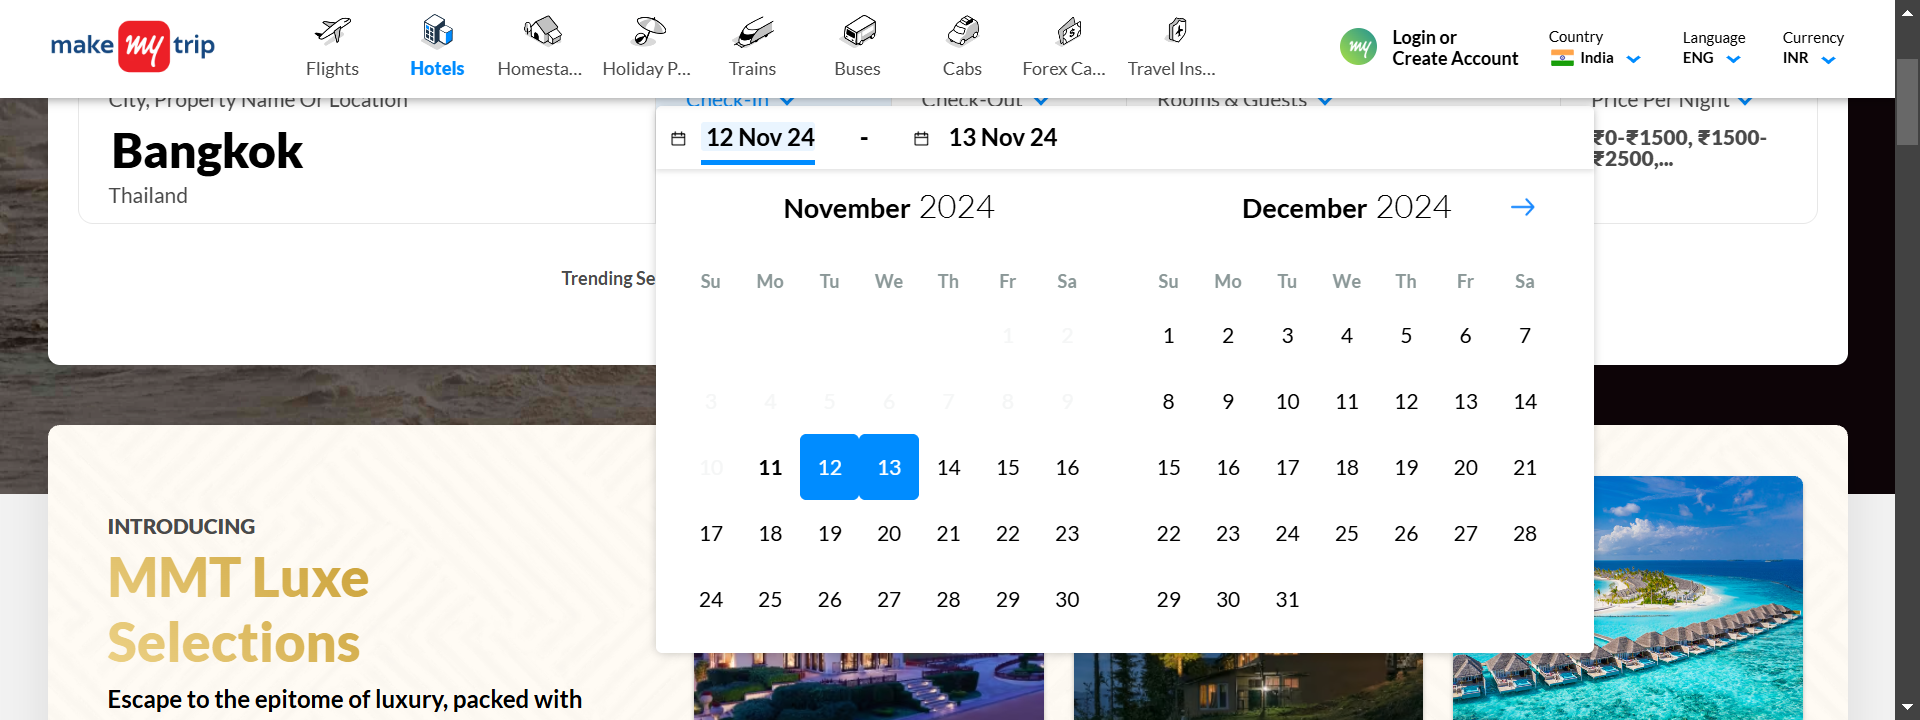 make my trip
Flights
Hotels
Homesta...
Holiday P...
Trains
Buses
Cabs
Forex Ca...
Travel Ins...
my
Login or
Create Account
Country
India
Language
ENG
Currency
INR
City, Property Name Or Location
Check-In
Check-Out
Rooms & Guests
Price Per Night
Bangkok
Thailand
12 Nov 24 - 13 Nov 24
₹0-₹1500, ₹1500-
₹2500,...
Trending Se
November 2024
Su Mo Tu We Th Fr Sa
1 2
3 4 5 6 7 8 9
10 11 12 13 14 15 16
17 18 19 20 21 22 23
24 25 26 27 28 29 30
December 2024
Su Mo Tu We Th Fr Sa
1 2 3 4 5 6 7
8 9 10 11 12 13 14
15 16 17 18 19 20 21
22 23 24 25 26 27 28
29 30 31
INTRODUCING
MMT Luxe
Selections
Escape to the epitome of luxury, packed with